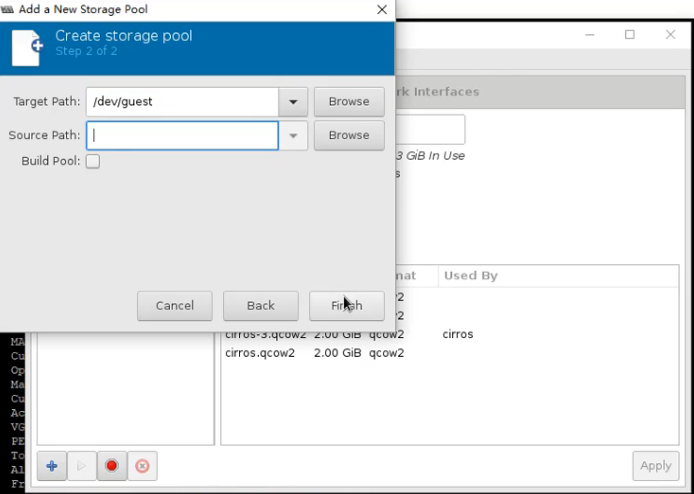 Add a New Storage Pool
Create storage pool
Step 2 of 2
Target Path: /dev/guest Browse
Source Path: Browse
Build Pool:
Cancel Back Finish
rk Interfaces
3 GiB In Use
s
mat Used By
2
2
cirros-3.qcow2 2.00 GiB qcow2 cirros
cirros.qcow2 2.00 GiB qcow2
MA
Cu
Op
Ma
Cu
Ac
VG
PE
To
Al
Fr
Apply